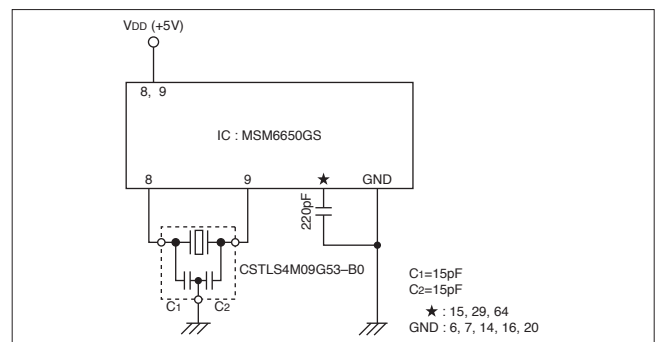 VDD (+5V)
8, 9
IC : MSM6650GS
8 9 ★ GND
220pF
CSTLS4M09G53–B0
C1 C2
C1=15pF
C2=15pF
★ : 15, 29, 64
GND : 6, 7, 14, 16, 20